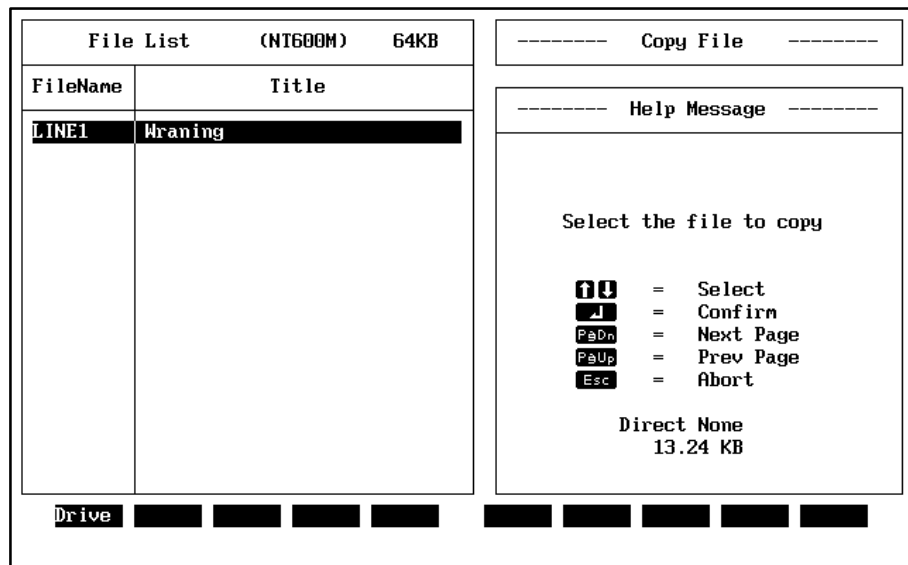 File List (NT600M) 64KB
FileName Title
LINE1 Wraning
-------- Copy File --------
-------- Help Message --------
Select the file to copy
↑↓ = Select
↲ = Confirm
PgDn = Next Page
PgUp = Prev Page
Esc = Abort
Direct None
13.24 KB
Drive